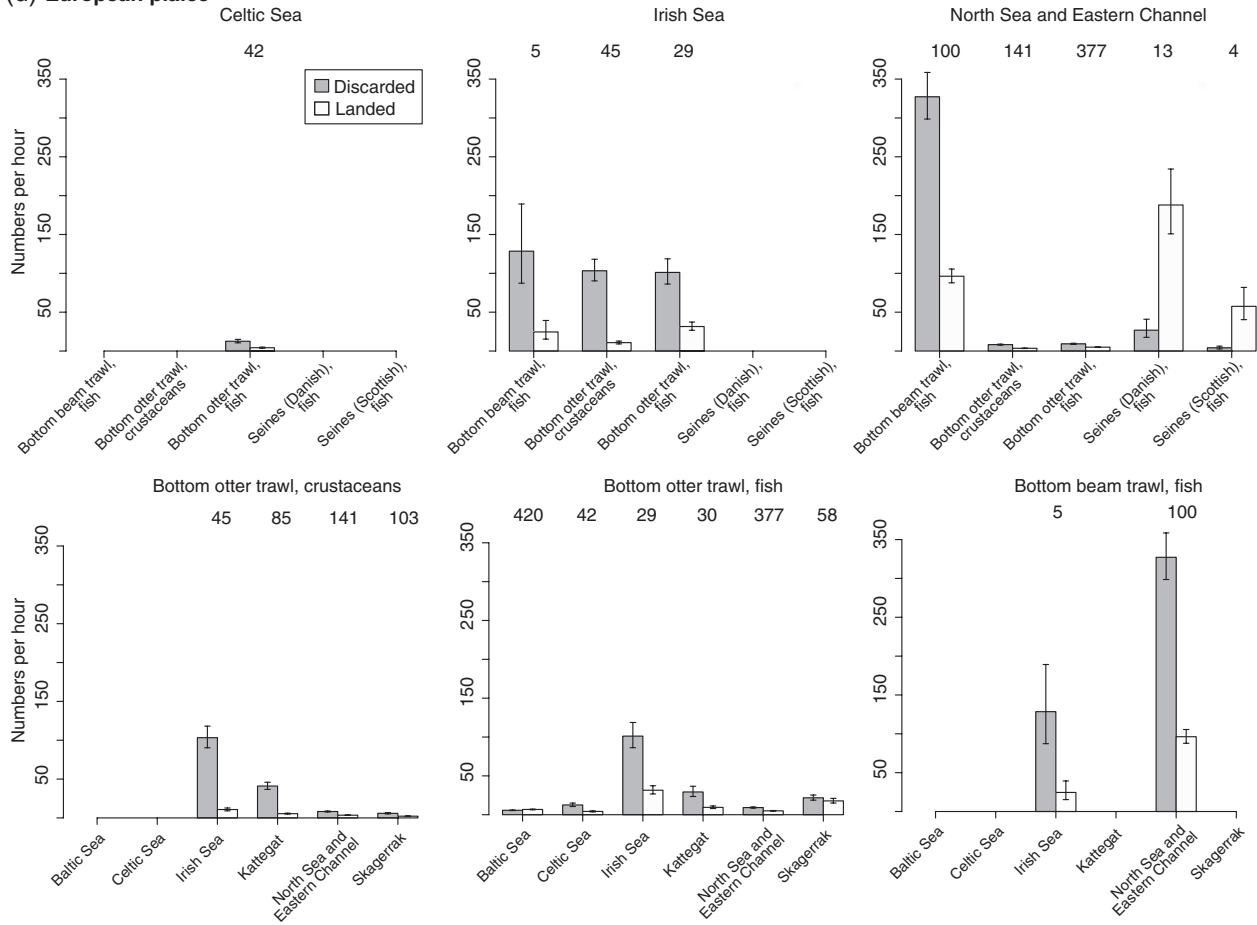 (d) European plaice
Celtic Sea
Irish Sea
North Sea and Eastern Channel
42
5 45 29
100 141 377 13 4
Discarded
Landed
Numbers per hour
350
250
150
50
350
250
150
50
350
250
150
50
Bottom beam trawl,
fish
Bottom otter trawl,
crustaceans
Bottom otter trawl,
fish
Seines (Danish),
fish
Seines (Scottish),
fish
Bottom beam trawl,
fish
Bottom otter trawl,
crustaceans
Bottom otter trawl,
fish
Seines (Danish),
fish
Seines (Scottish),
fish
Bottom beam trawl,
fish
Bottom otter trawl,
crustaceans
Bottom otter trawl,
fish
Seines (Danish),
fish
Seines (Scottish),
fish
Bottom otter trawl, crustaceans
Bottom otter trawl, fish
Bottom beam trawl, fish
45 85 141 103
420 42 29 30 377 58
5 100
Numbers per hour
350
250
150
50
350
250
150
50
350
250
150
50
Baltic Sea
Celtic Sea
Irish Sea
Kattegat
North Sea and
Eastern Channel
Skagerrak
Baltic Sea
Celtic Sea
Irish Sea
Kattegat
North Sea and
Eastern Channel
Skagerrak
Baltic Sea
Celtic Sea
Irish Sea
Kattegat
North Sea and
Eastern Channel
Skagerrak